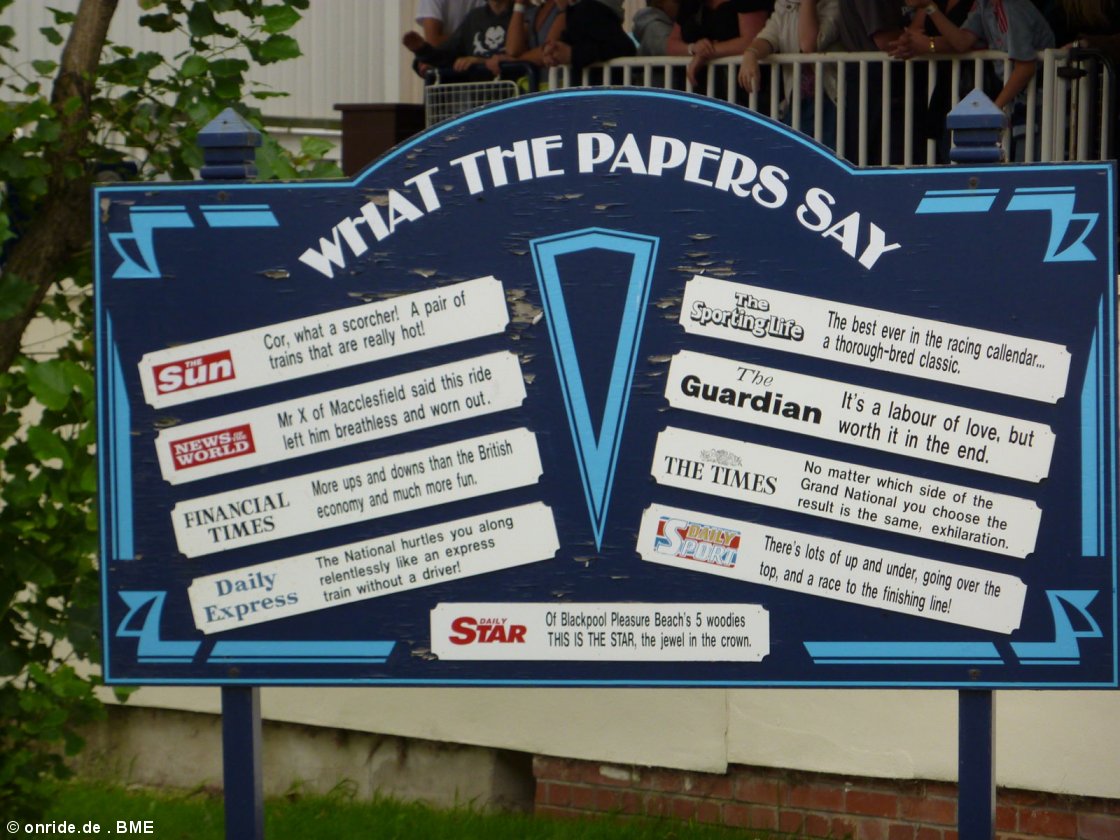 WHAT THE PAPERS SAY
THE
Sun
Cor, what a scorcher! A pair of
trains that are really hot!
NEWS OF THE
WORLD
Mr X of Macclesfield said this ride
left him breathless and worn out.
FINANCIAL
TIMES
More ups and downs than the British
economy and much more fun.
Daily
Express
The National hurtles you along
relentlessly like an express
train without a driver!
The
Sporting Life
The best ever in the racing callendar...
a thorough-bred classic.
The
Guardian
It's a labour of love, but
worth it in the end.
THE TIMES
No matter which side of the
Grand National you choose the
result is the same, exhilaration.
DAILY
SPORT
There's lots of up and under, going over the
top, and a race to the finishing line!
DAILY
STAR
Of Blackpool Pleasure Beach's 5 woodies
THIS IS THE STAR, the jewel in the crown.
© onride.de . BME